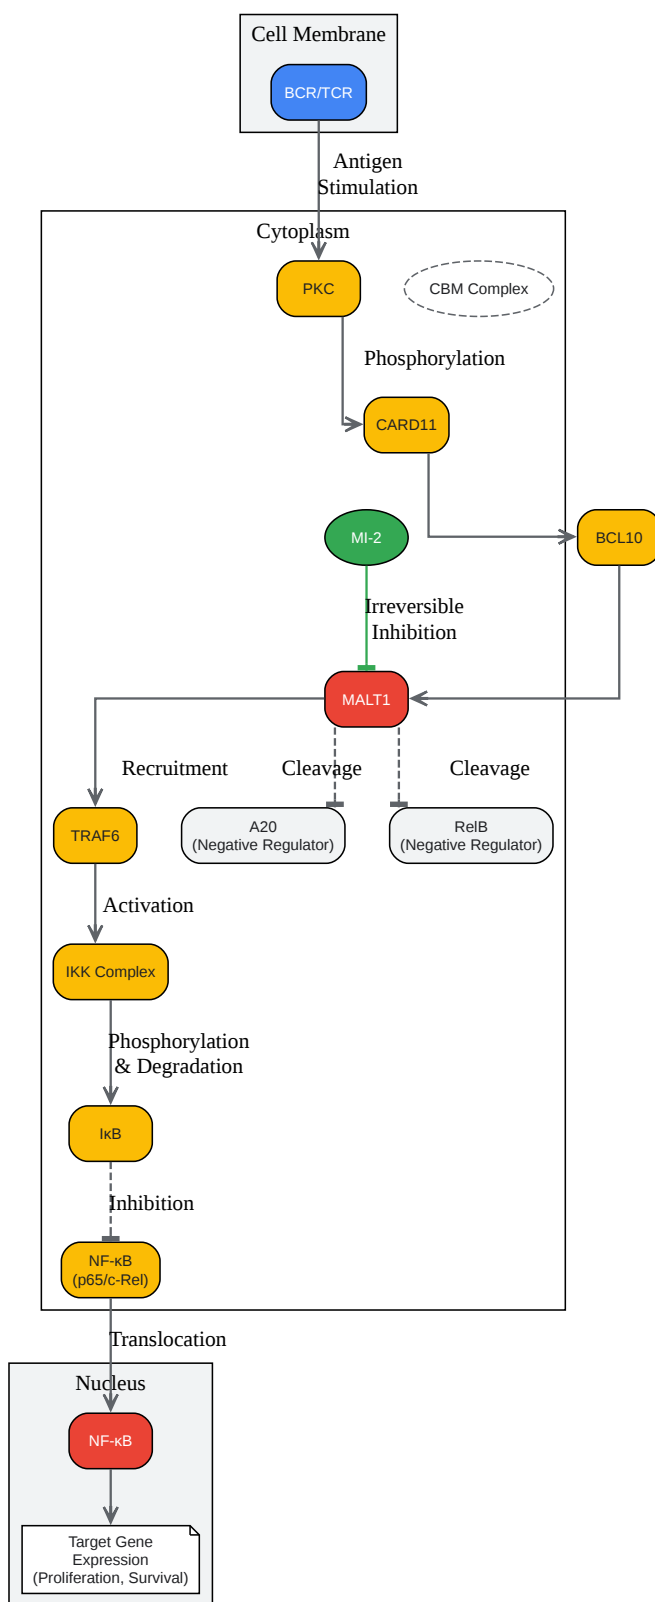 Cell Membrane
BCR/TCR
Antigen
Stimulation
Cytoplasm
PKC
CBM Complex
Phosphorylation
CARD11
MI-2
BCL10
Irreversible
Inhibition
MALT1
Recruitment
Cleavage
Cleavage
TRAF6
A20
(Negative Regulator)
RelB
(Negative Regulator)
Activation
IKK Complex
Phosphorylation
& Degradation
IκB
Inhibition
NF-κB
(p65/c-Rel)
Translocation
Nucleus
NF-κB
Target Gene
Expression
(Proliferation, Survival)